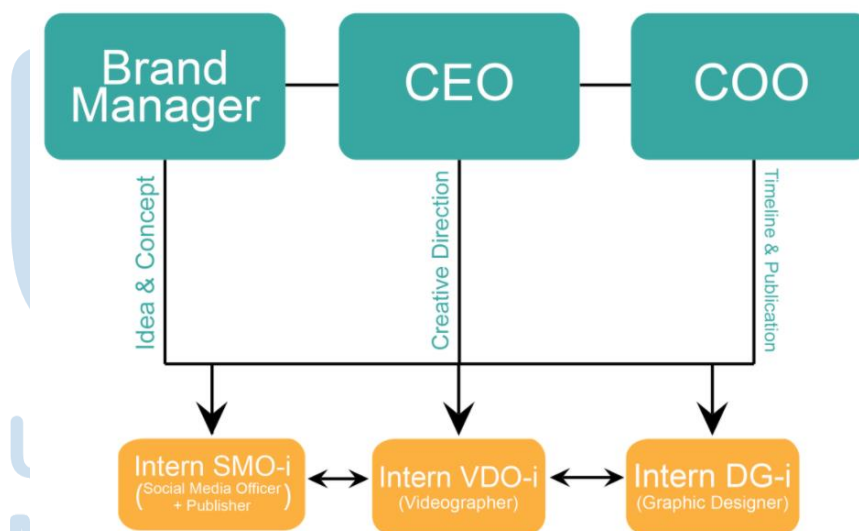 Brand
Manager
CEO
COO
Idea & Concept
Creative Direction
Timeline & Publication
Intern SMO-i
(Social Media Officer
+ Publisher)
Intern VDO-i
(Videographer)
Intern DG-i
(Graphic Designer)